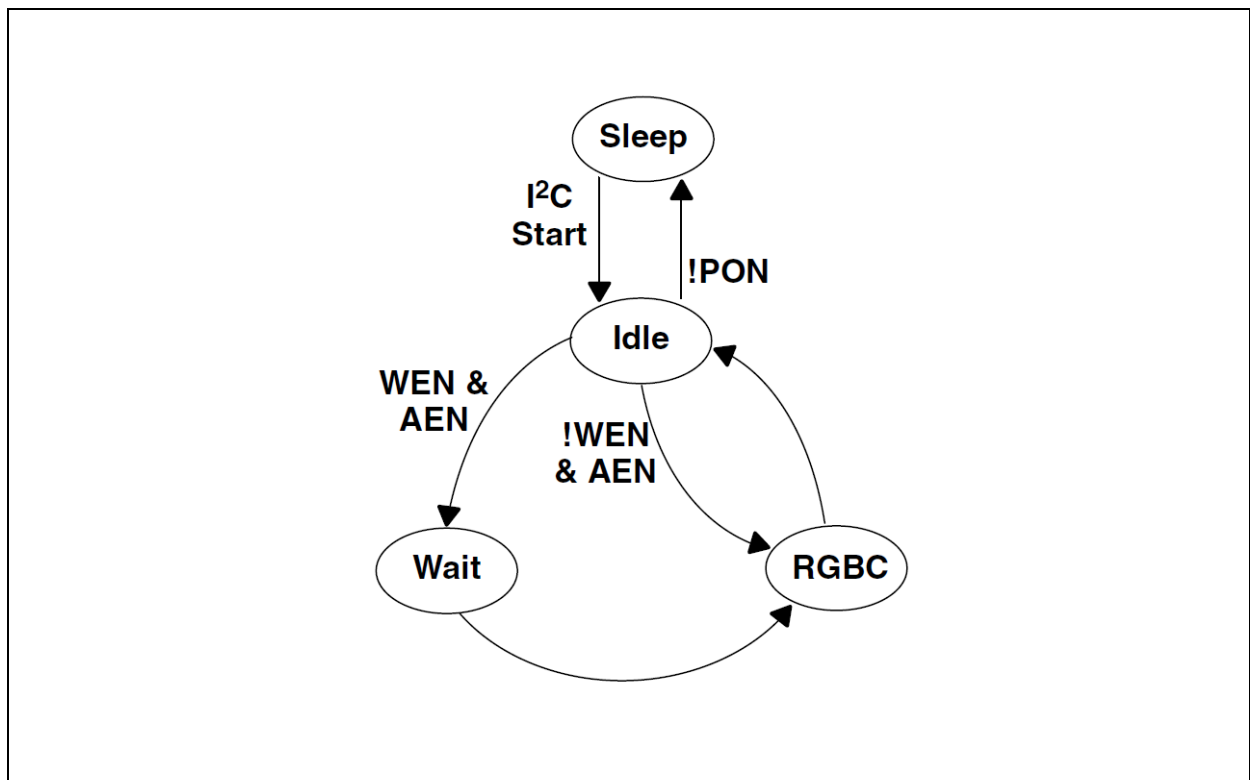 Sleep
I²C
Start
!PON
Idle
WEN &
AEN
!WEN
& AEN
Wait
RGBC